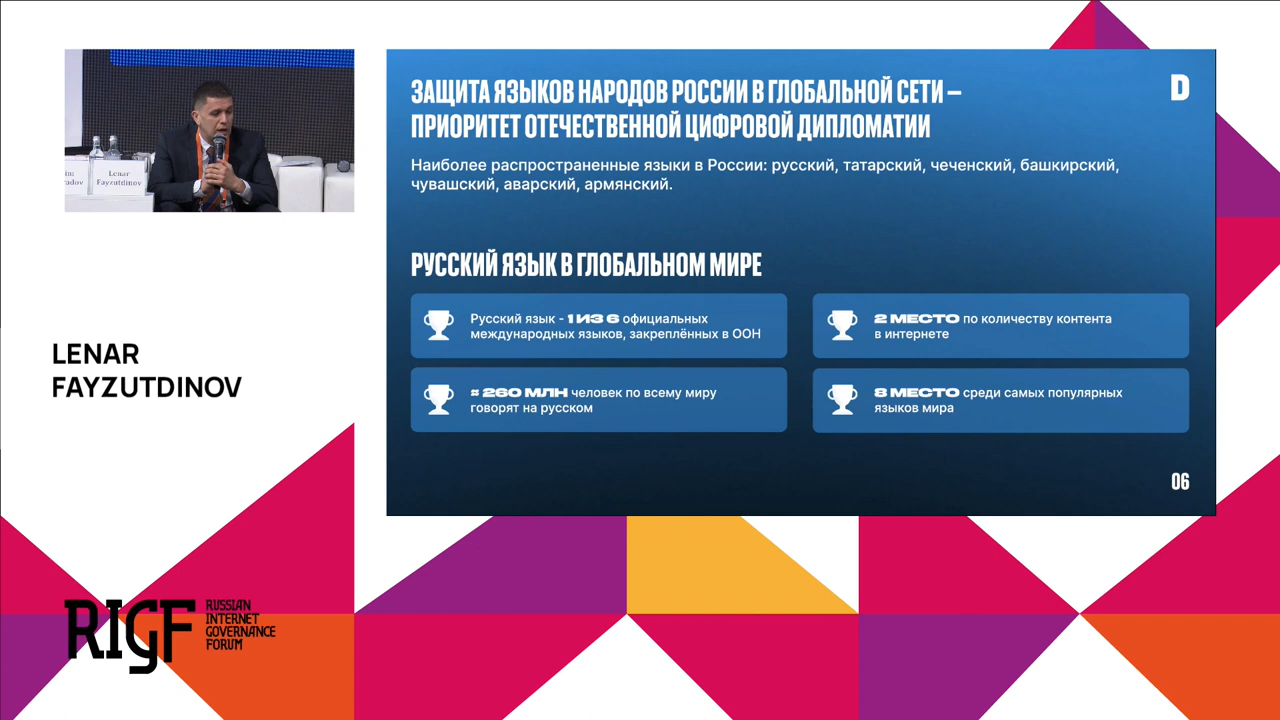 Lenar
Fayzutdinov
LENAR
FAYZUTDINOV
ЗАЩИТА ЯЗЫКОВ НАРОДОВ РОССИИ В ГЛОБАЛЬНОЙ СЕТИ –
ПРИОРИТЕТ ОТЕЧЕСТВЕННОЙ ЦИФРОВОЙ ДИПЛОМАТИИ
D
Наиболее распространенные языки в России: русский, татарский, чеченский, башкирский,
чувашский, аварский, армянский.
РУССКИЙ ЯЗЫК В ГЛОБАЛЬНОМ МИРЕ
Русский язык - 1 ИЗ 6 официальных
международных языков, закреплённых в ООН
2 МЕСТО по количеству контента
в интернете
≈ 260 МЛН человек по всему миру
говорят на русском
8 МЕСТО среди самых популярных
языков мира
06
RIGF
RUSSIAN
INTERNET
GOVERNANCE
FORUM